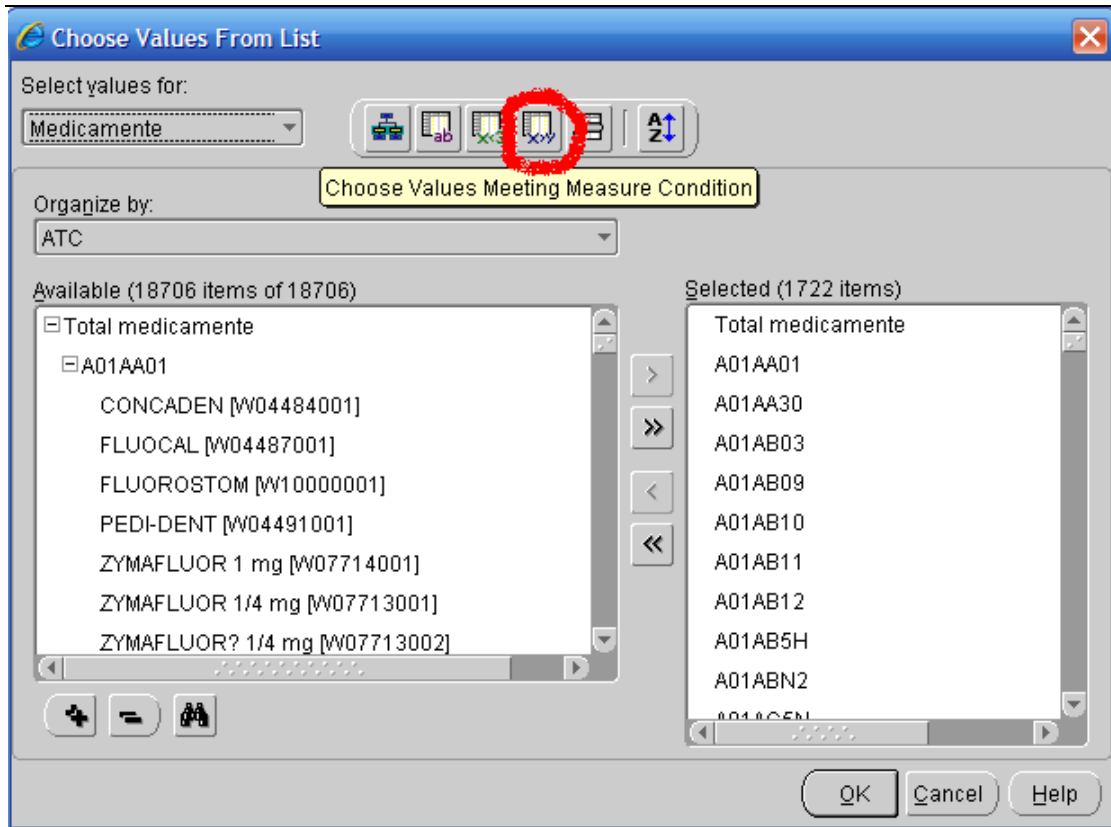 Choose Values From List
Select values for:
Medicamente
ab
x<3
x>y
A
Z
Choose Values Meeting Measure Condition
Organize by:
ATC
Available (18706 items of 18706)
Total medicamente
A01AA01
CONCADEN [W04484001]
FLUOCAL [W04487001]
FLUOROSTOM [W10000001]
PEDI-DENT [W04491001]
ZYMAFLUOR 1 mg [W07714001]
ZYMAFLUOR 1/4 mg [W07713001]
ZYMAFLUOR? 1/4 mg [W07713002]
Selected (1722 items)
Total medicamente
A01AA01
A01AA30
A01AB03
A01AB09
A01AB10
A01AB11
A01AB12
A01AB5H
A01ABN2
OK
Cancel
Help